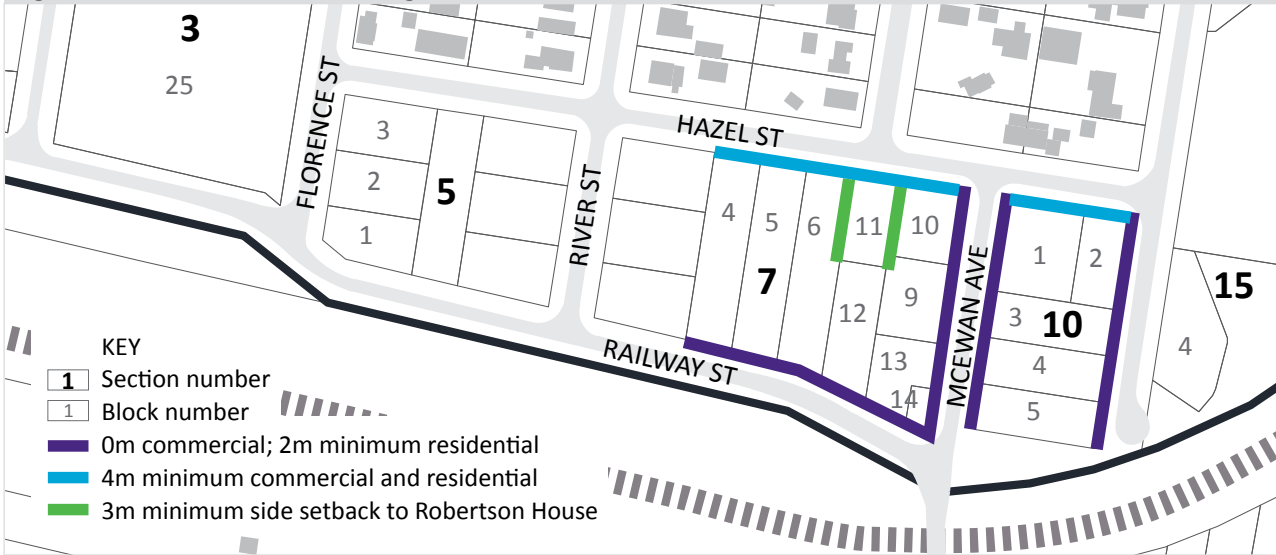 3
25
FLORENCE ST
3
2
1
5
RIVER ST
HAZEL ST
4
5
6
11
10
7
12
9
13
14
RAILWAY ST
MCEWAN AVE
1
2
3
10
4
5
15
4
KEY
1 Section number
1 Block number
0m commercial; 2m minimum residential
4m minimum commercial and residential
3m minimum side setback to Robertson House